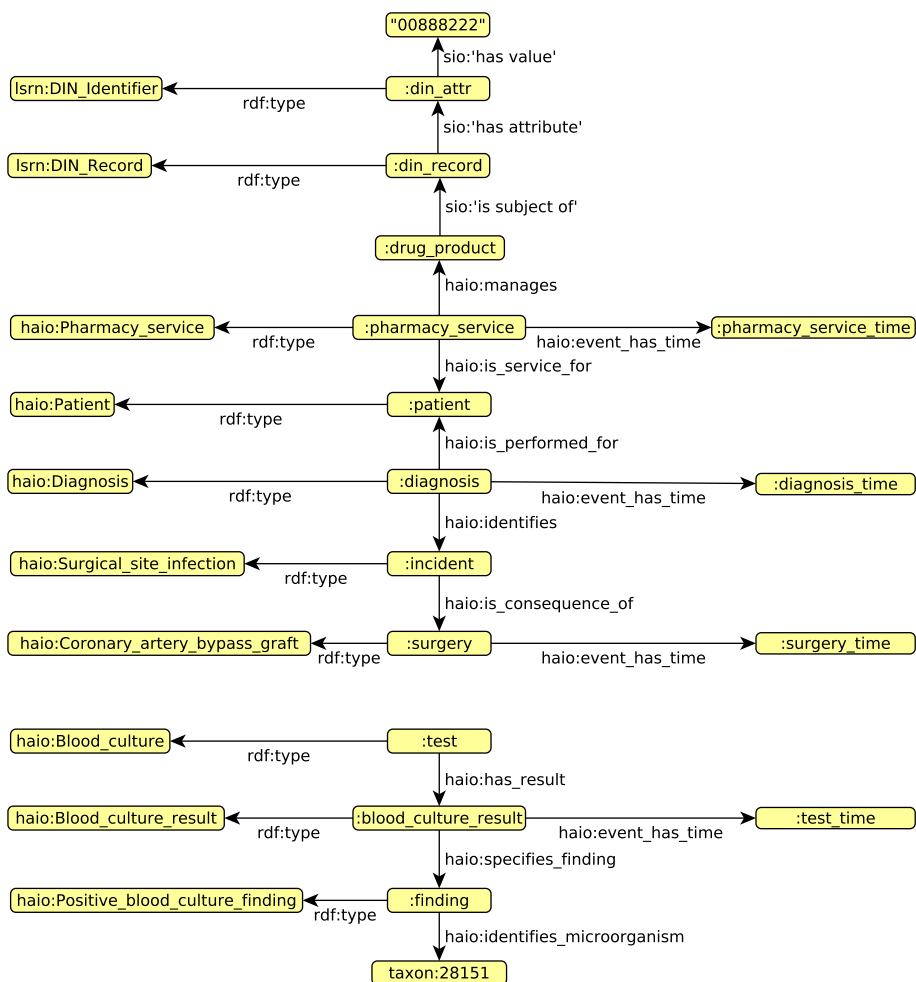 "00888222"
sio:'has value'
lsrn:DIN_Identifier
:din_attr
rdf:type
sio:'has attribute'
lsrn:DIN_Record
:din_record
rdf:type
sio:'is subject of'
:drug_product
haio:manages
haio:Pharmacy_service
:pharmacy_service
:pharmacy_service_time
rdf:type
haio:event_has_time
haio:is_service_for
haio:Patient
:patient
rdf:type
haio:is_performed_for
haio:Diagnosis
:diagnosis
:diagnosis_time
rdf:type
haio:event_has_time
haio:identifies
haio:Surgical_site_infection
:incident
rdf:type
haio:is_consequence_of
haio:Coronary_artery_bypass_graft
:surgery
:surgery_time
rdf:type
haio:event_has_time
haio:Blood_culture
:test
rdf:type
haio:has_result
haio:Blood_culture_result
:blood_culture_result
:test_time
rdf:type
haio:event_has_time
haio:specifies_finding
haio:Positive_blood_culture_finding
:finding
rdf:type
haio:identifies_microorganism
taxon:28151